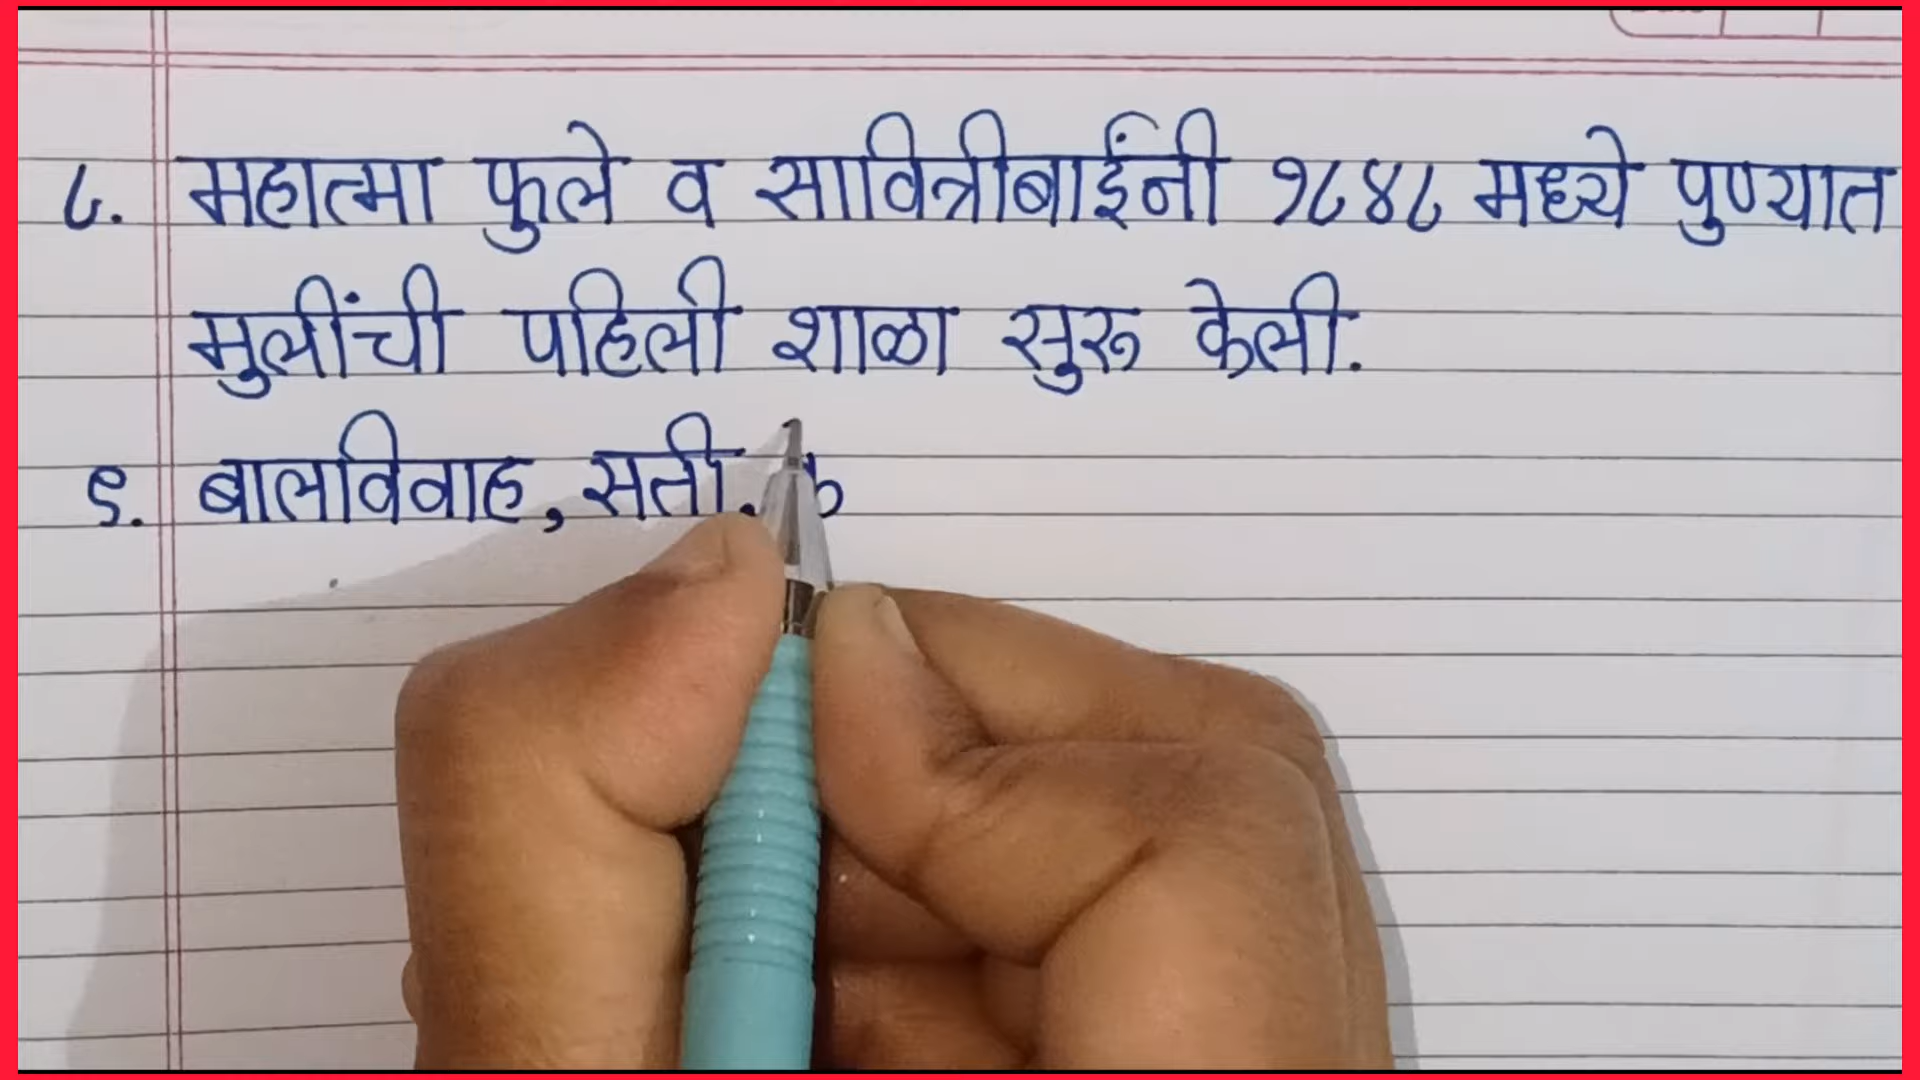 ८. महात्मा फुले व सावित्रीबाईंनी १८४८ मध्ये पुण्यात
मुलींची पहिली शाळा सुरू केली.
९. बालविवाह, सती